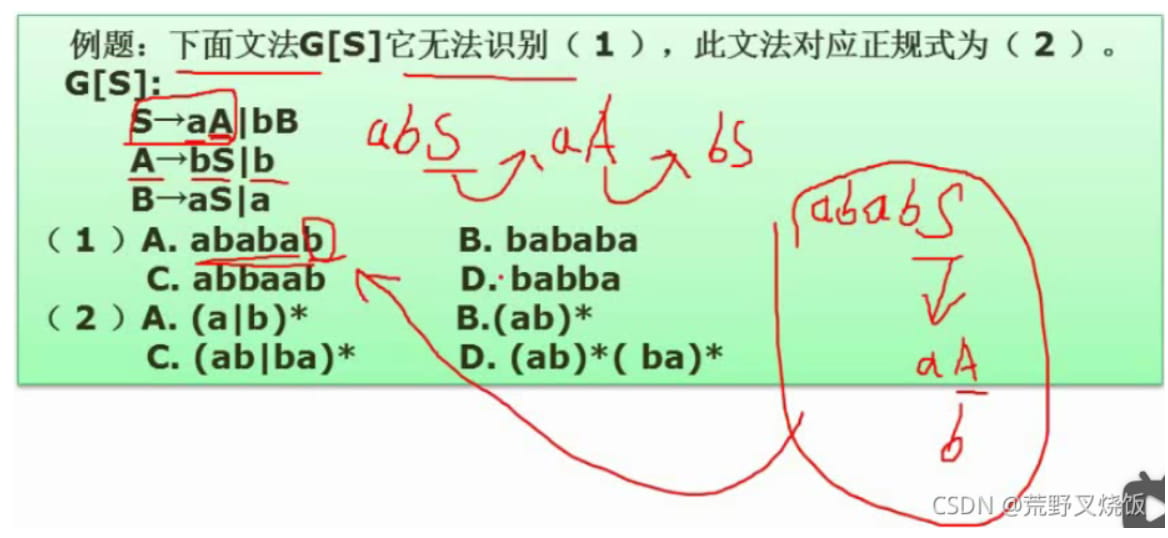 例题：下面文法G[S]它无法识别（1），此文法对应正规式为（2）。
G[S]:
S→aA|bB
A→bS|b
B→aS|a
abS aA bS
ababS
aA
b
（1）A. ababab B. bababa
C. abbaab D. babba
（2）A. (a|b)* B.(ab)*
C. (ab|ba)* D. (ab)*( ba)*
CSDN @荒野叉烧饭